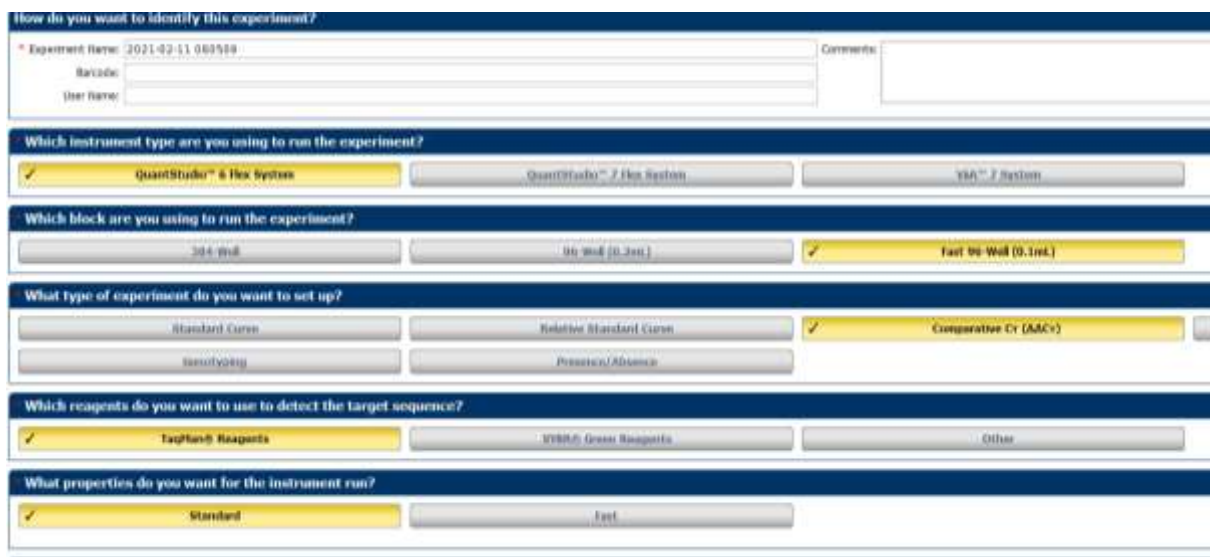 How do you want to identify this experiment?
* Experiment Name: 2021-02-11 080509 Comments:
Barcode:
User Name:
* Which instrument type are you using to run the experiment?
✓ QuantStudio™ 6 Flex System QuantStudio™ 7 Flex System ViiA™ 7 System
* Which block are you using to run the experiment?
384-Well 96-Well (0.2mL) ✓ Fast 96-Well (0.1mL)
* What type of experiment do you want to set up?
Standard Curve Relative Standard Curve ✓ Comparative Cт (ΔΔCт)
Genotyping Presence/Absence
* Which reagents do you want to use to detect the target sequence?
✓ TaqMan® Reagents SYBR® Green Reagents Other
* What properties do you want for the instrument run?
✓ Standard Fast